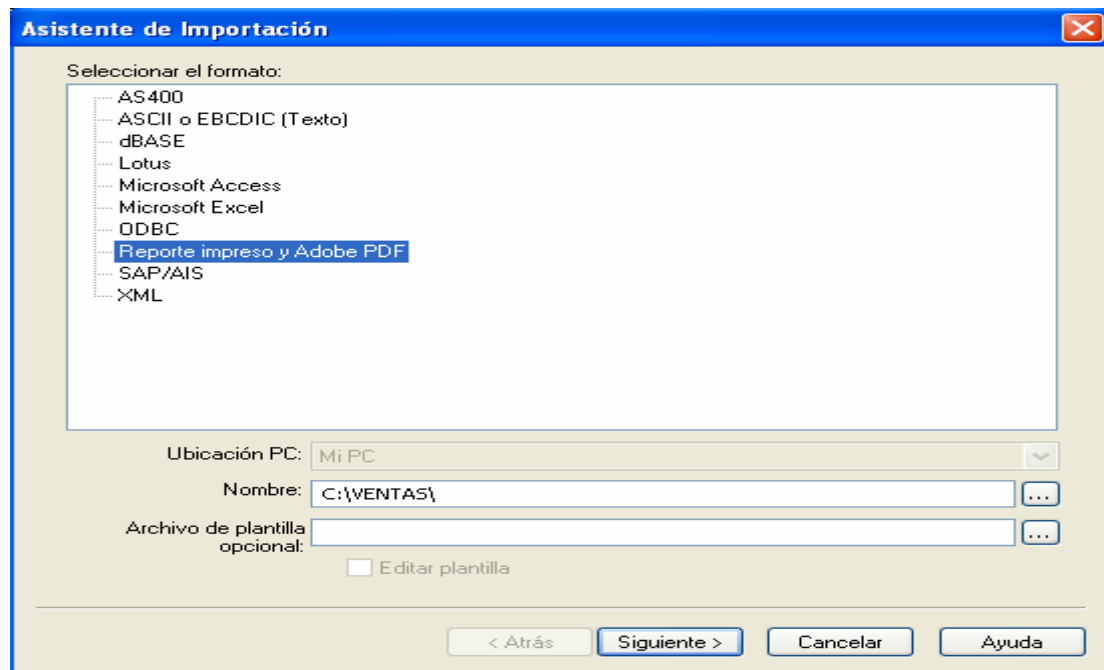 Asistente de Importación
Seleccionar el formato:
AS400
ASCII o EBCDIC (Texto)
dBASE
Lotus
Microsoft Access
Microsoft Excel
ODBC
Reporte impreso y Adobe PDF
SAP/AIS
XML
Ubicación PC: Mi PC
Nombre: C:\VENTAS\ ...
Archivo de plantilla
opcional: ...
Editar plantilla
< Atrás Siguiente > Cancelar Ayuda